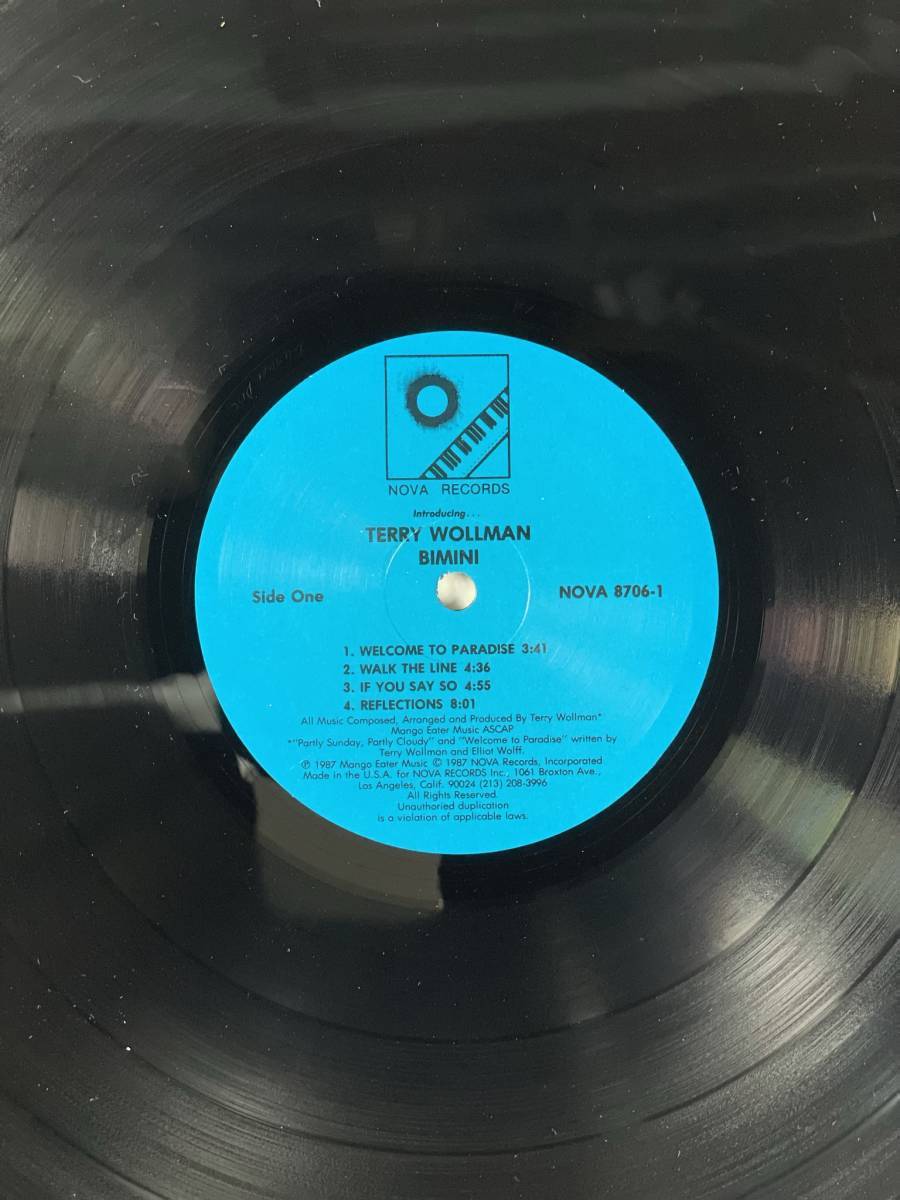 NOVA RECORDS
Introducing...
TERRY WOLLMAN
BIMINI
Side One
NOVA 8706-1
1. WELCOME TO PARADISE 3:41
2. WALK THE LINE 4:36
3. IF YOU SAY SO 4:55
4. REFLECTIONS 8:01
All Music Composed, Arranged and Produced By Terry Wollman*
Mango Eater Music ASCAP
*"Partly Sunday, Partly Cloudy" and "Welcome to Paradise" written by
Terry Wollmon and Elliot Wolff.
℗ 1987 Mango Eater Music © 1987 NOVA Records, Incorporated
Made in the U.S.A. for NOVA RECORDS Inc., 1061 Broxton Ave.,
Los Angeles, Calif. 90024 (213) 208-3996
All Rights Reserved.
Unauthoried duplication
is a violation of applicable laws.